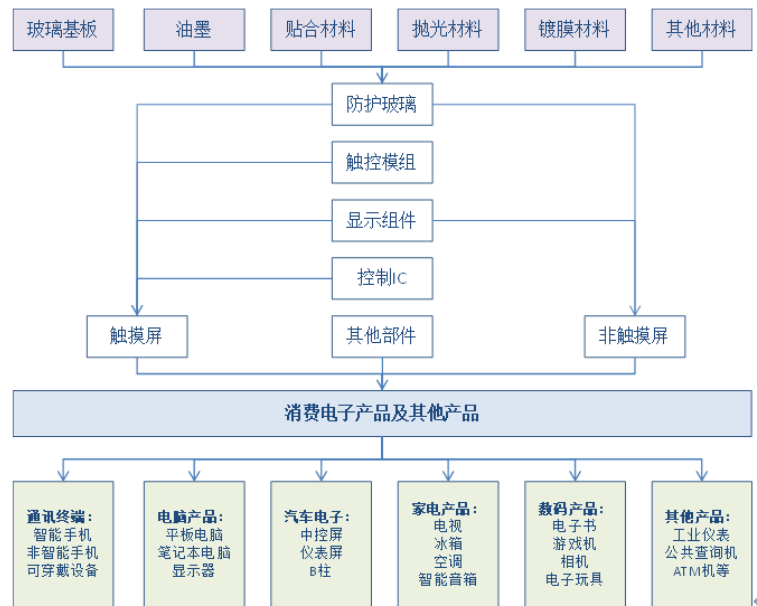 玻璃基板
油墨
贴合材料
抛光材料
镀膜材料
其他材料
防护玻璃
触控模组
显示组件
控制IC
触摸屏
其他部件
非触摸屏
消费电子产品及其他产品
通讯终端：
智能手机
非智能手机
可穿戴设备
电脑产品：
平板电脑
笔记本电脑
显示器
汽车电子：
中控屏
仪表屏
B柱
家电产品：
电视
冰箱
空调
智能音箱
数码产品：
电子书
游戏机
相机
电子玩具
其他产品：
工业仪表
公共查询机
ATM机等